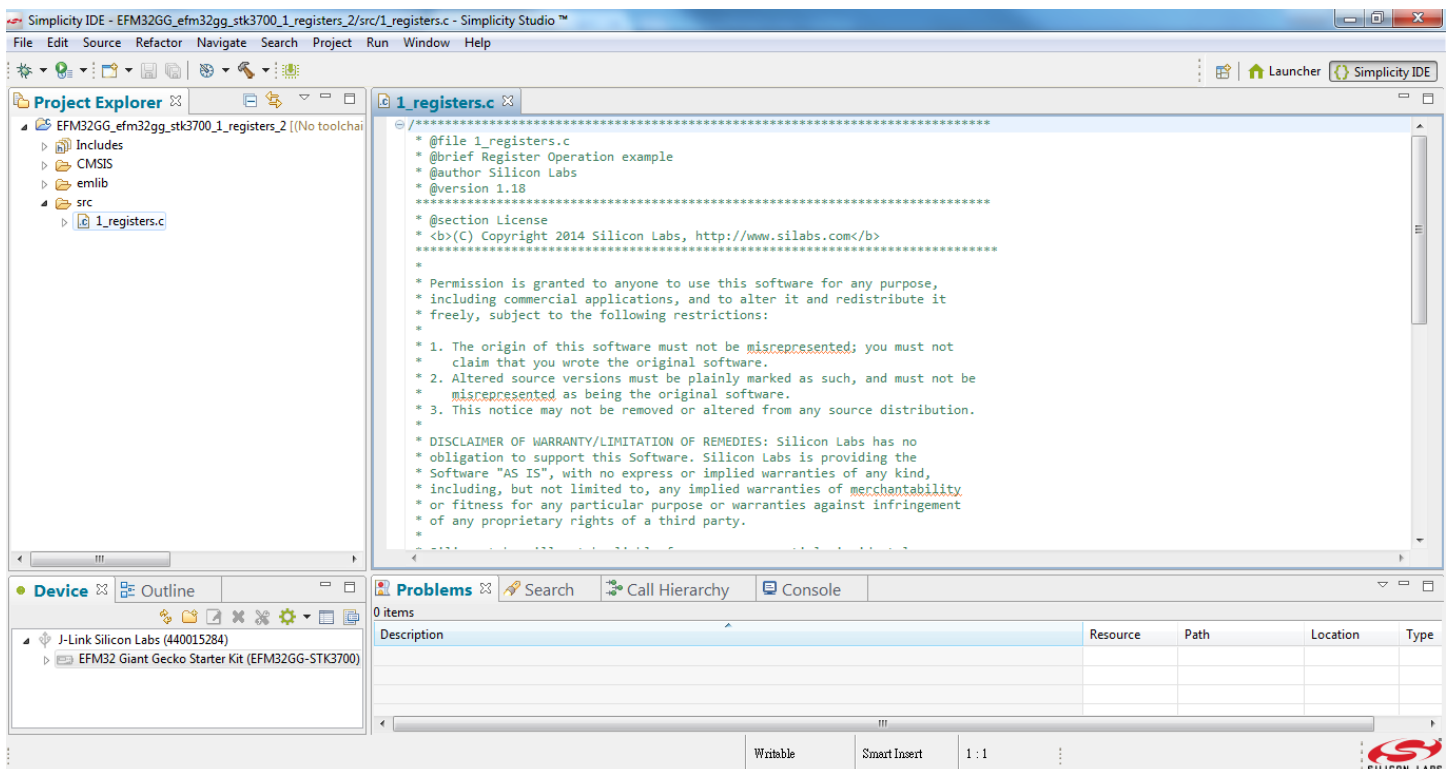 Simplicity IDE - EFM32GG_efm32gg_stk3700_1_registers_2/src/1_registers.c - Simplicity Studio ™
File Edit Source Refactor Navigate Search Project Run Window Help
Launcher Simplicity IDE
Project Explorer
EFM32GG_efm32gg_stk3700_1_registers_2 [(No toolchai
Includes
CMSIS
emlib
src
1_registers.c
1_registers.c
/******************************************************************************
* @file 1_registers.c
* @brief Register Operation example
* @author Silicon Labs
* @version 1.18
******************************************************************************
* @section License
* <b>(C) Copyright 2014 Silicon Labs, http://www.silabs.com</b>
*******************************************************************************
*
* Permission is granted to anyone to use this software for any purpose,
* including commercial applications, and to alter it and redistribute it
* freely, subject to the following restrictions:
*
* 1. The origin of this software must not be misrepresented; you must not
*    claim that you wrote the original software.
* 2. Altered source versions must be plainly marked as such, and must not be
*    misrepresented as being the original software.
* 3. This notice may not be removed or altered from any source distribution.
*
* DISCLAIMER OF WARRANTY/LIMITATION OF REMEDIES: Silicon Labs has no
* obligation to support this Software. Silicon Labs is providing the
* Software "AS IS", with no express or implied warranties of any kind,
* including, but not limited to, any implied warranties of merchantability
* or fitness for any particular purpose or warranties against infringement
* of any proprietary rights of a third party.
*
Device Outline
J-Link Silicon Labs (440015284)
EFM32 Giant Gecko Starter Kit (EFM32GG-STK3700)
Problems Search Call Hierarchy Console
0 items
Description Resource Path Location Type
Writable Smart Insert 1 : 1
SILICON LABS